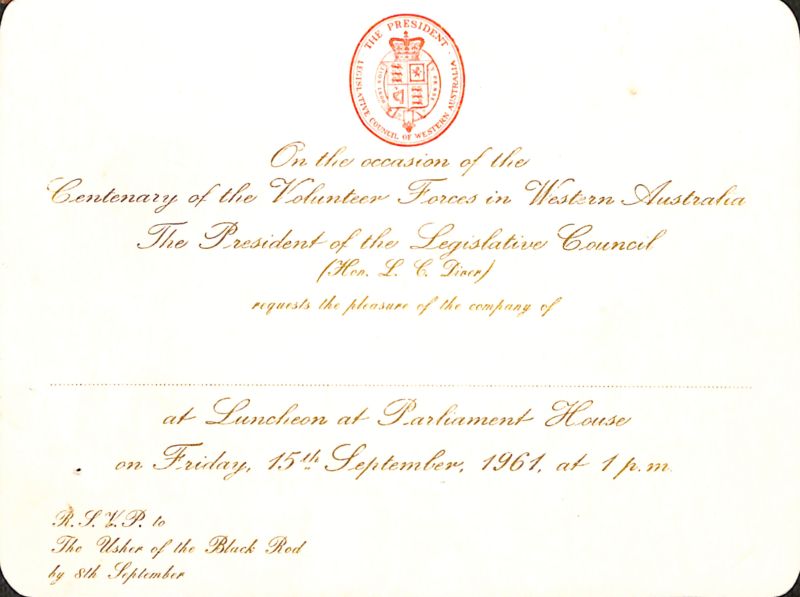 THE PRESIDENT
LEGISLATIVE COUNCIL OF WESTERN AUSTRALIA
On the occasion of the
Centenary of the Volunteer Forces in Western Australia
The President of the Legislative Council
(Hon. L. C. Diver)
requests the pleasure of the company of
at Luncheon at Parliament House
on Friday, 15th September, 1961, at 1 p.m.
R.S.V.P. to
The Usher of the Black Rod
by 8th September